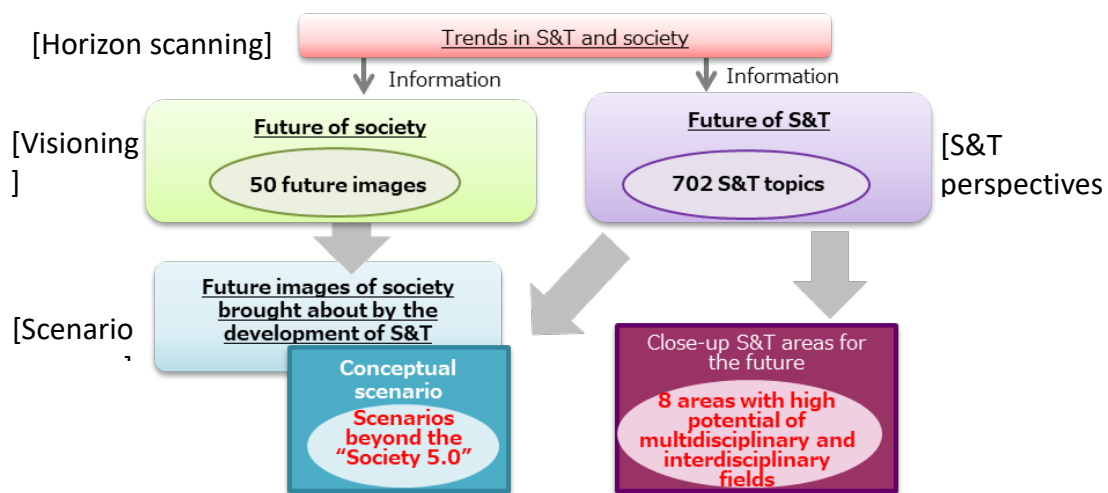 [Horizon scanning]
Trends in S&T and society
Information
Information
[Visioning
]
Future of society
50 future images
Future of S&T
702 S&T topics
[S&T
perspectives
[Scenario
Future images of society
brought about by the
development of S&T
Conceptual
scenario
Scenarios
beyond the
“Society 5.0”
Close-up S&T areas for
the future
8 areas with high
potential of
multidisciplinary and
interdisciplinary
fields